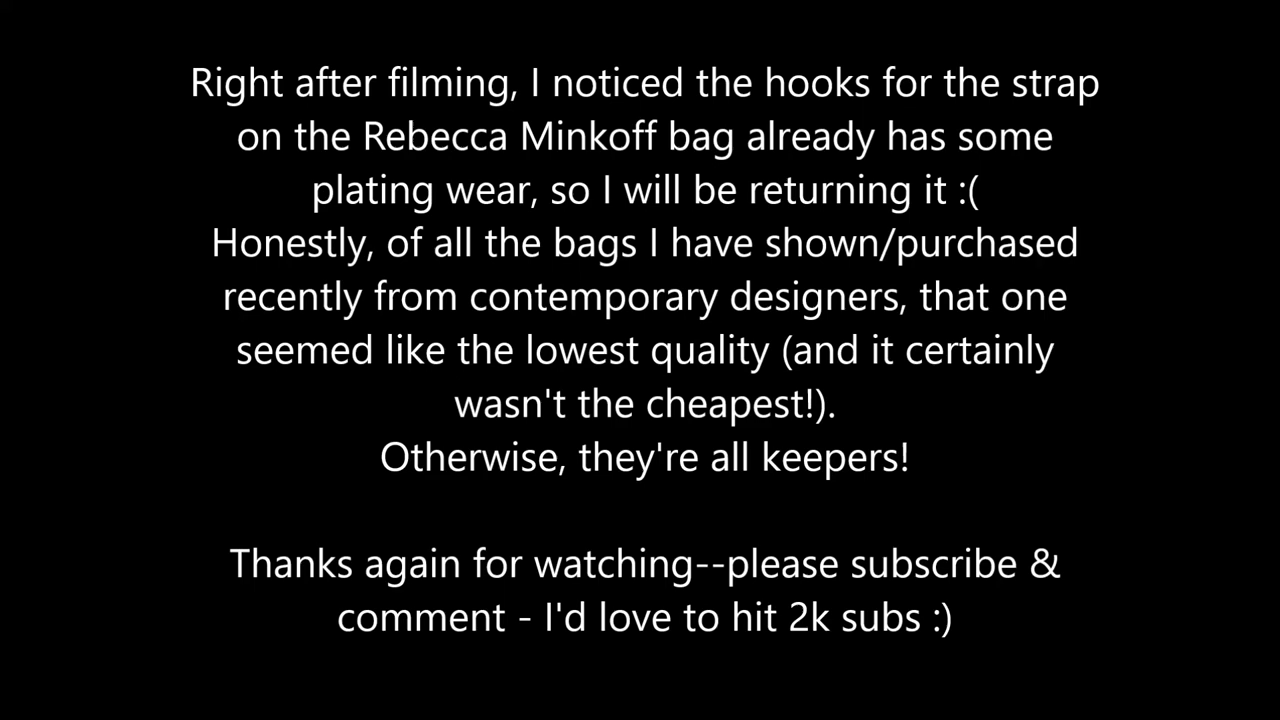 Right after filming, I noticed the hooks for the strap
on the Rebecca Minkoff bag already has some
plating wear, so I will be returning it :(
Honestly, of all the bags I have shown/purchased
recently from contemporary designers, that one
seemed like the lowest quality (and it certainly
wasn't the cheapest!).
Otherwise, they're all keepers!
Thanks again for watching--please subscribe &
comment - I'd love to hit 2k subs :)